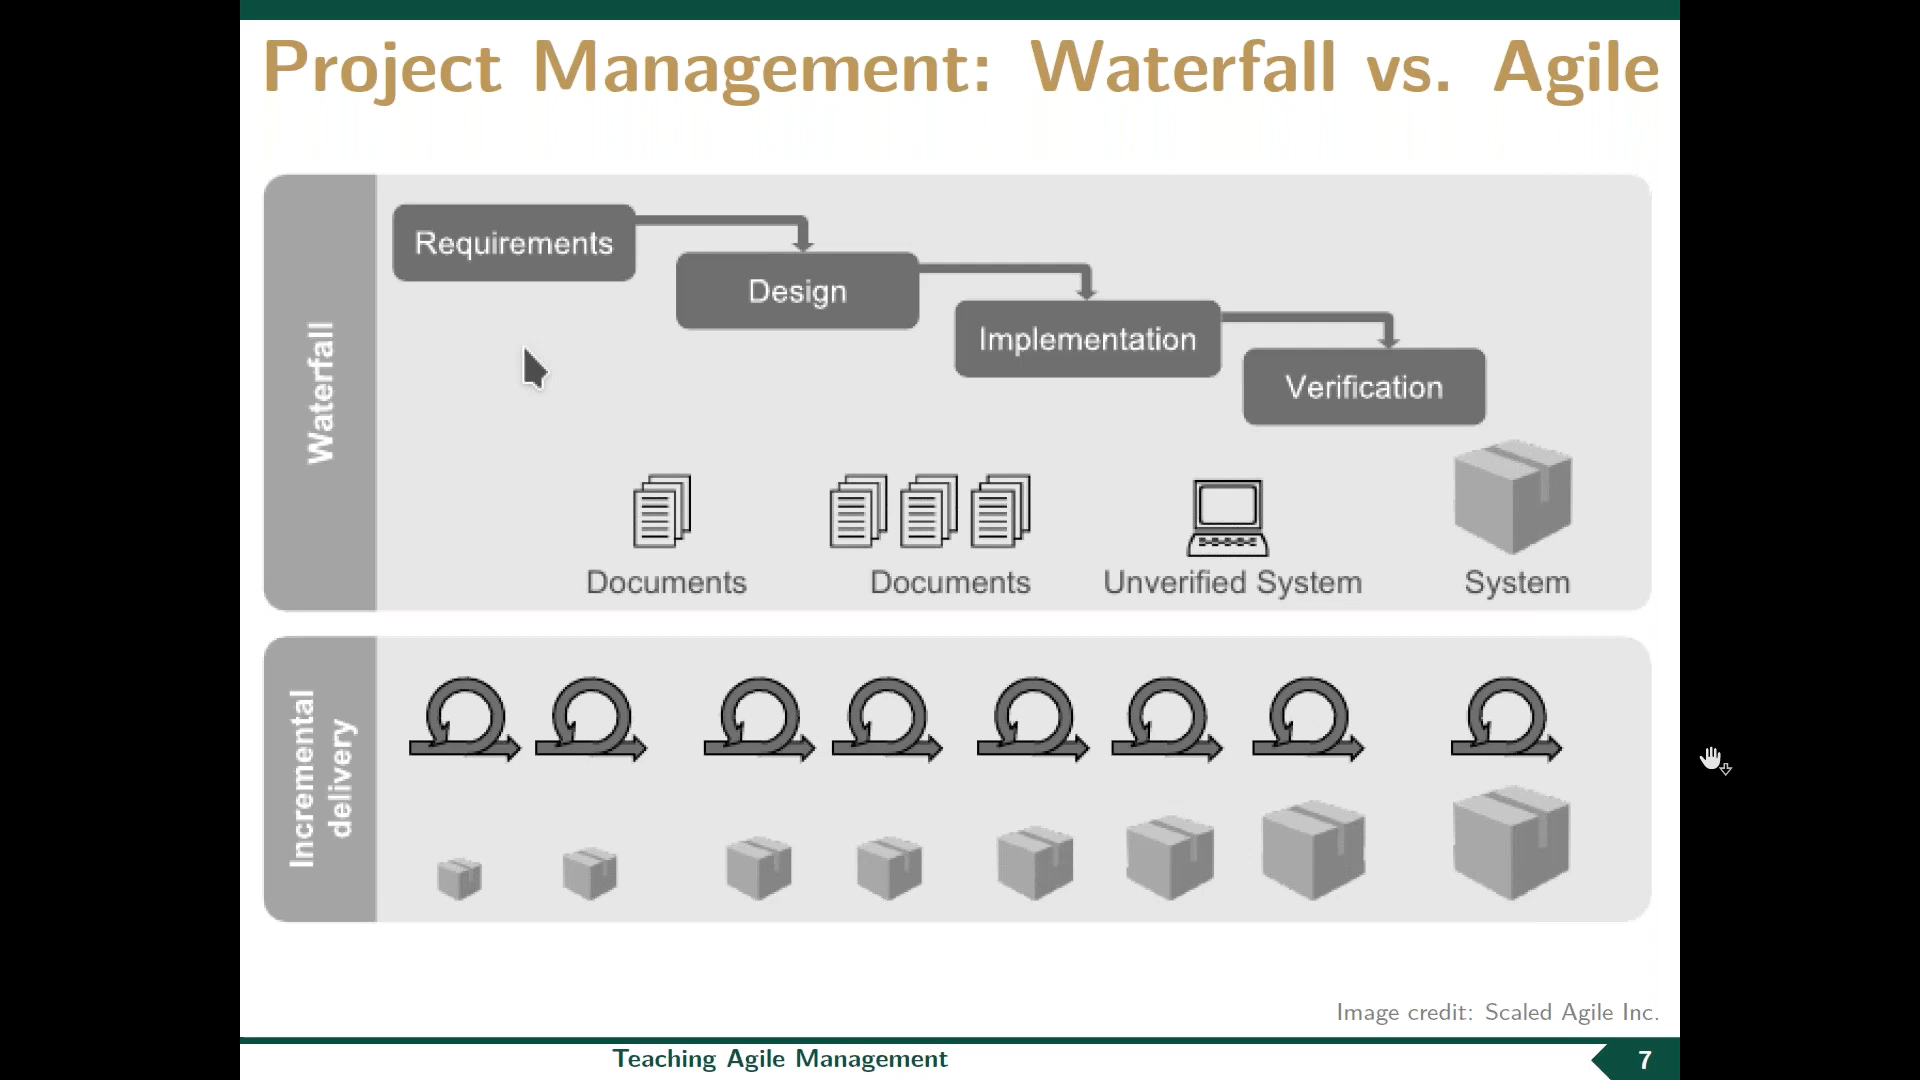 Project Management: Waterfall vs. Agile
Waterfall
Requirements
Design
Implementation
Verification
Documents
Documents
Unverified System
System
Incremental
delivery
Image credit: Scaled Agile Inc.
Teaching Agile Management
7